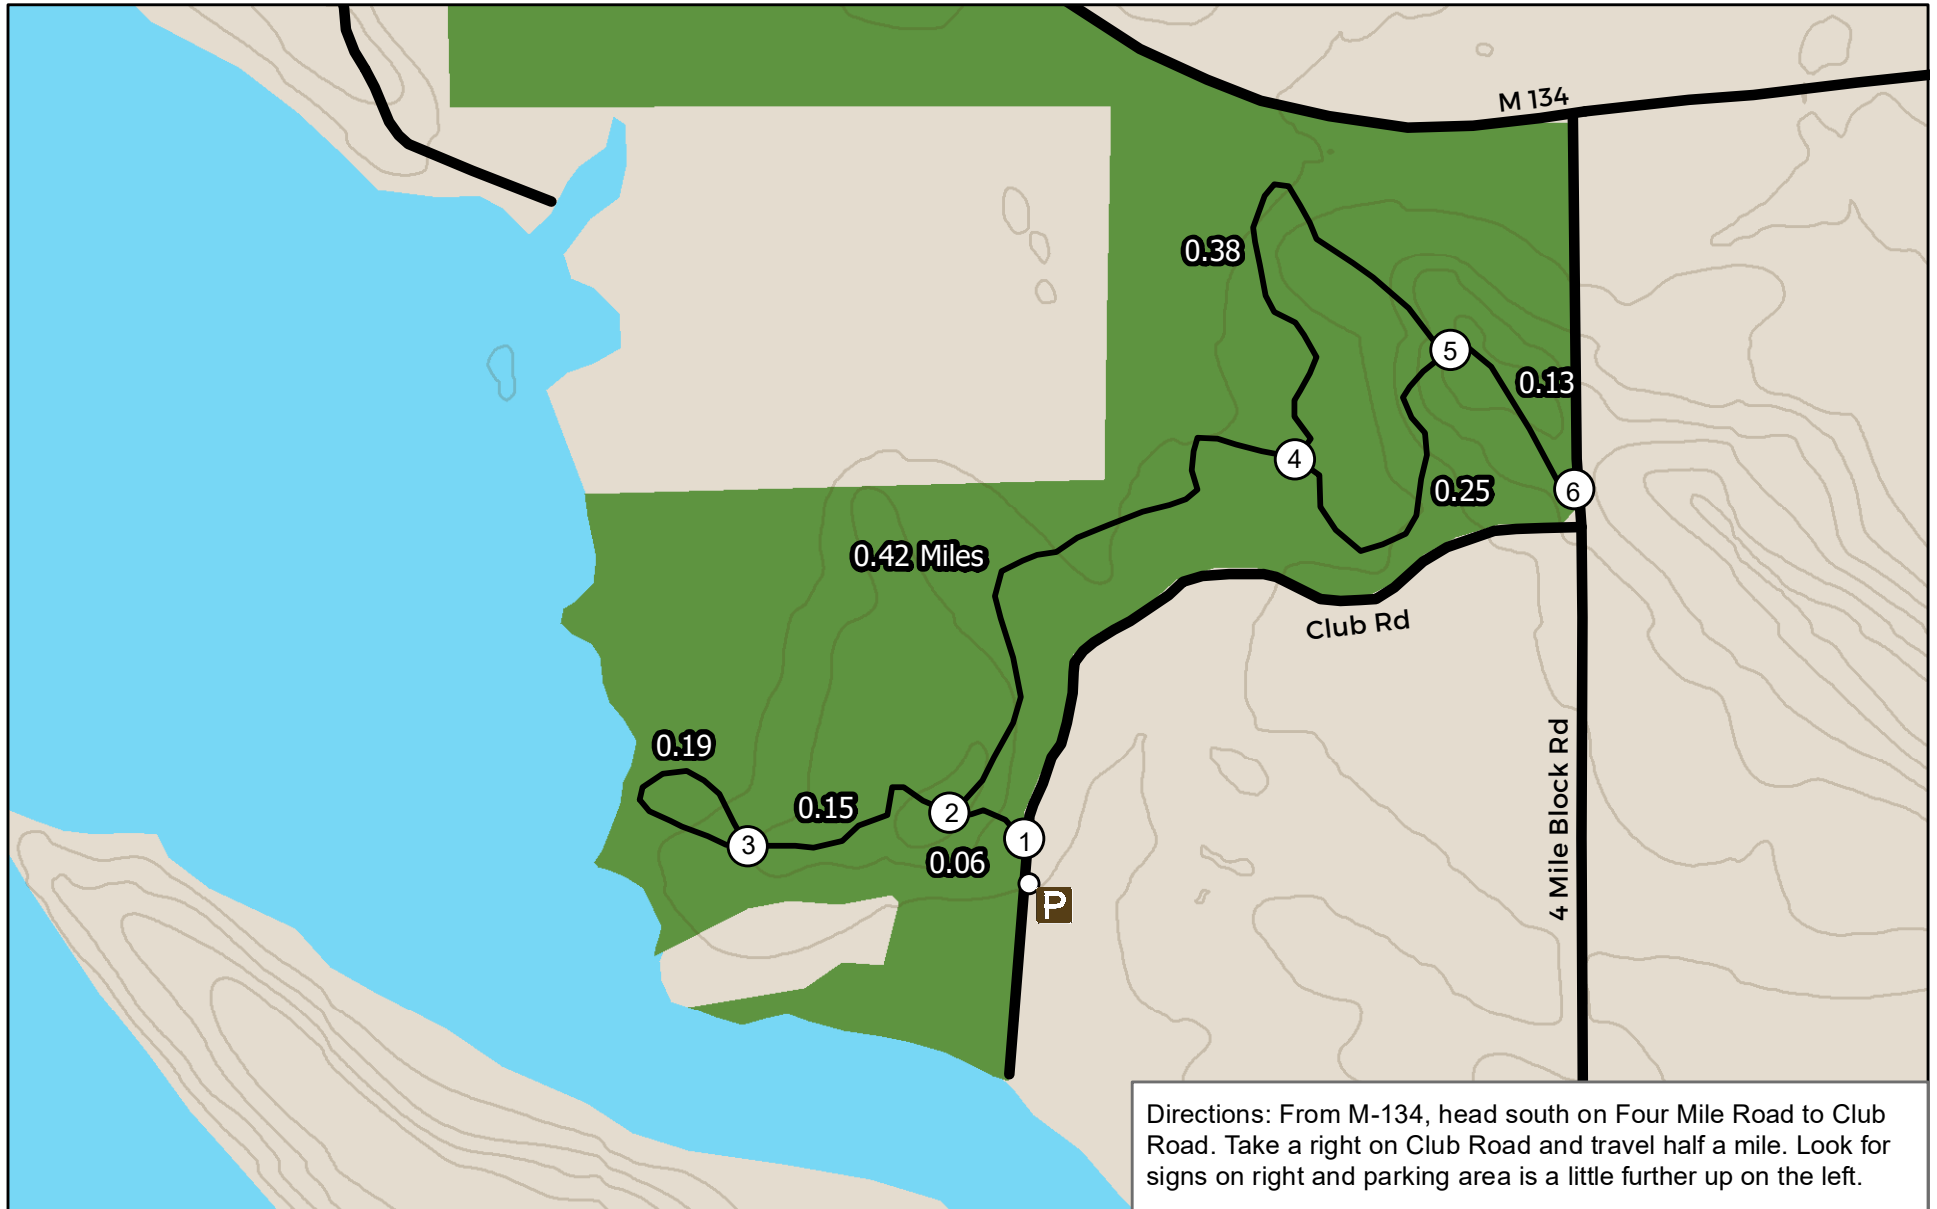 M 134
0.38
5
0.13
4
6
0.25
0.42 Miles
Club Rd
4 Mile Block Rd
0.19
0.15
2
1
3
0.06
P
Directions: From M-134, head south on Four Mile Road to Club
Road. Take a right on Club Road and travel half a mile. Look for
signs on right and parking area is a little further up on the left.